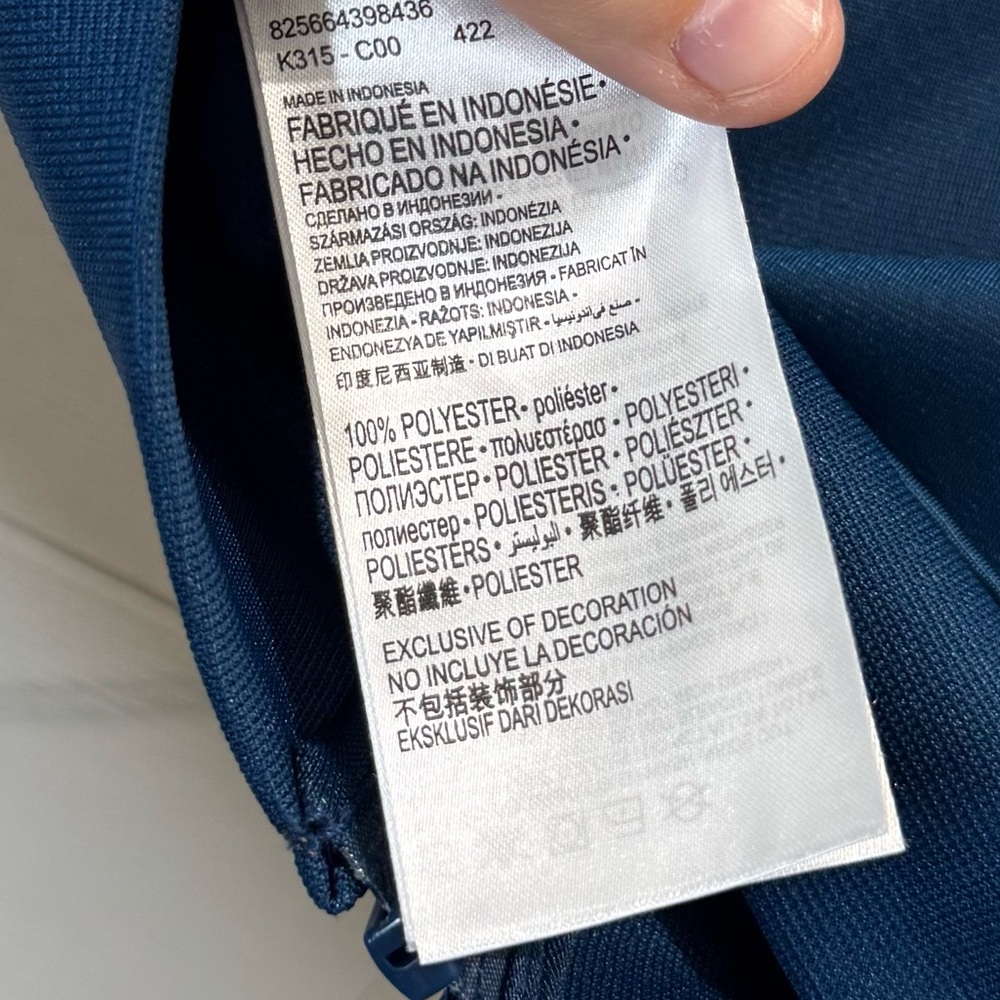 825664398436
K315 - C00 422
MADE IN INDONESIA
FABRIQUÉ EN INDONÉSIE•
HECHO EN INDONESIA •
FABRICADO NA INDONÉSIA•
СДЕЛАНО В ИНДОНЕЗИИ -
SZÁRMAZÁSI ORSZÁG: INDONÉZIA
ZEMLJA PROIZVODNJE: INDONEZIJA
DRŽAVA PROIZVODNJE: INDONEZIJA
ПРОИЗВЕДЕНО В ИНДОНЕЗИЯ - FABRICAT ÎN
INDONEZIA - RAŽOTS: INDONESIA -
ENDONEZYA DE YAPILMIŞTIR - صنع في اندونيسيا -
印度尼西亚制造 - DI BUAT DI INDONESIA
100% POLYESTER• poliéster•
POLIESTERE • πολυεστέρασ • POLYESTERI •
ПОЛИЭСТЕР• POLIESTER • POLIÉSZTER •
полиестер • POLIESTERIS • POLÜESTER •
POLIESTERS • البوليستر • 聚酯纤维 • 폴리 에스터 •
聚酯纖維 •POLIESTER
EXCLUSIVE OF DECORATION
NO INCLUYE LA DECORACIÓN
不包括装饰部分
EKSKLUSIF DARI DEKORASI